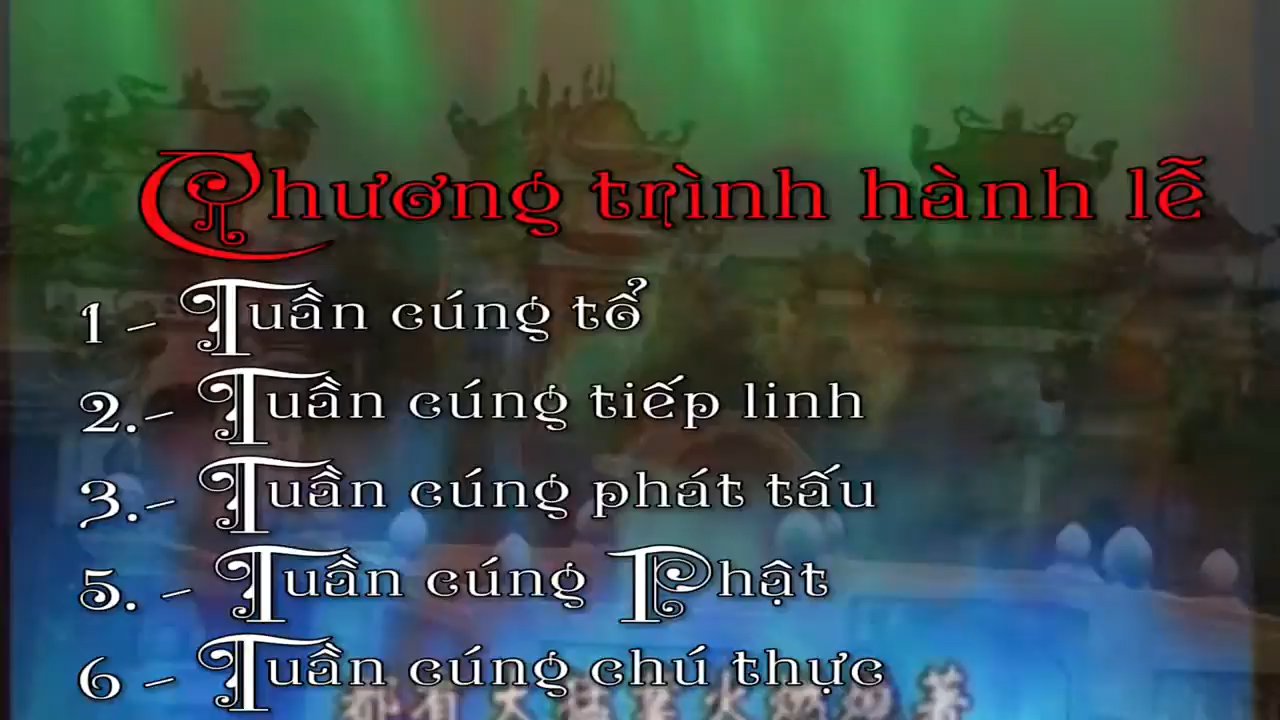 Chương trình hành lễ
1 - Tuần cúng tổ
2.- Tuần cúng tiếp linh
3.- Tuần cúng phát tấu
5. - Tuần cúng Phật
6 - Tuần cúng chú thực